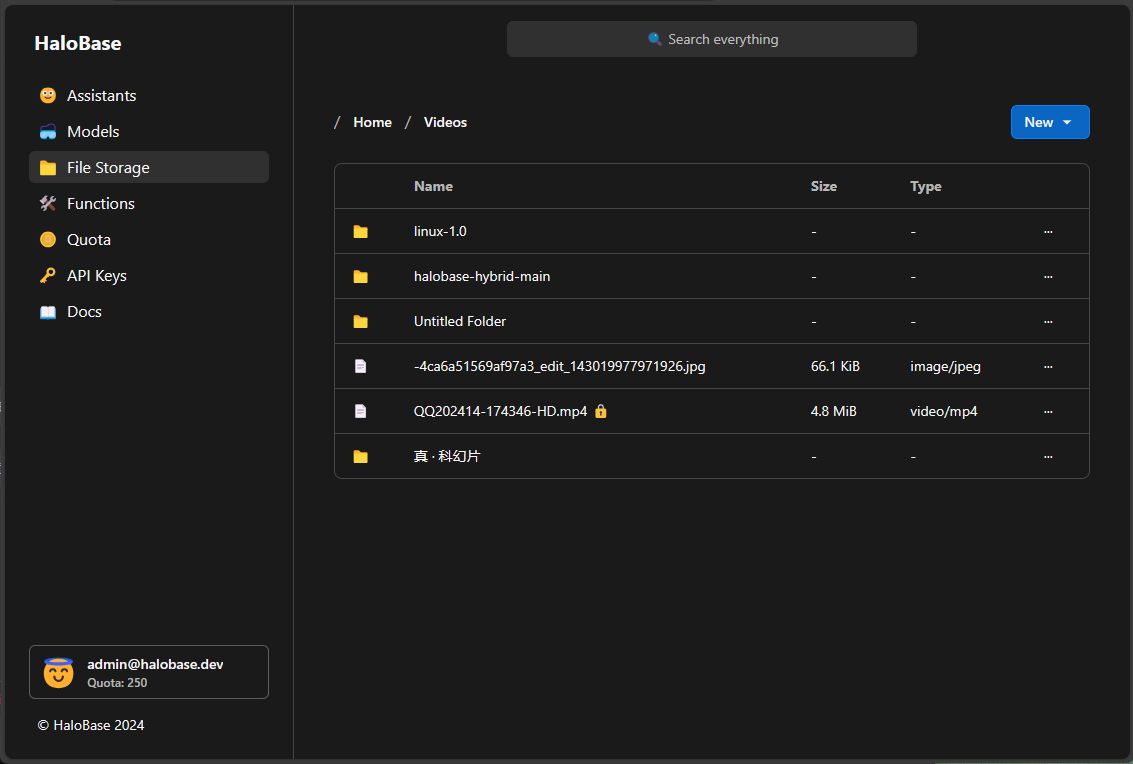 HaloBase
Assistants
Models
File Storage
Functions
Quota
API Keys
Docs
admin@halobase.dev
Quota: 250
© HaloBase 2024
Search everything
/ Home / Videos
New
Name Size Type
linux-1.0 - - ...
halobase-hybrid-main - - ...
Untitled Folder - - ...
-4ca6a51569af97a3_edit_143019977971926.jpg 66.1 KiB image/jpeg ...
QQ202414-174346-HD.mp4 4.8 MiB video/mp4 ...
真 · 科幻片 - - ...